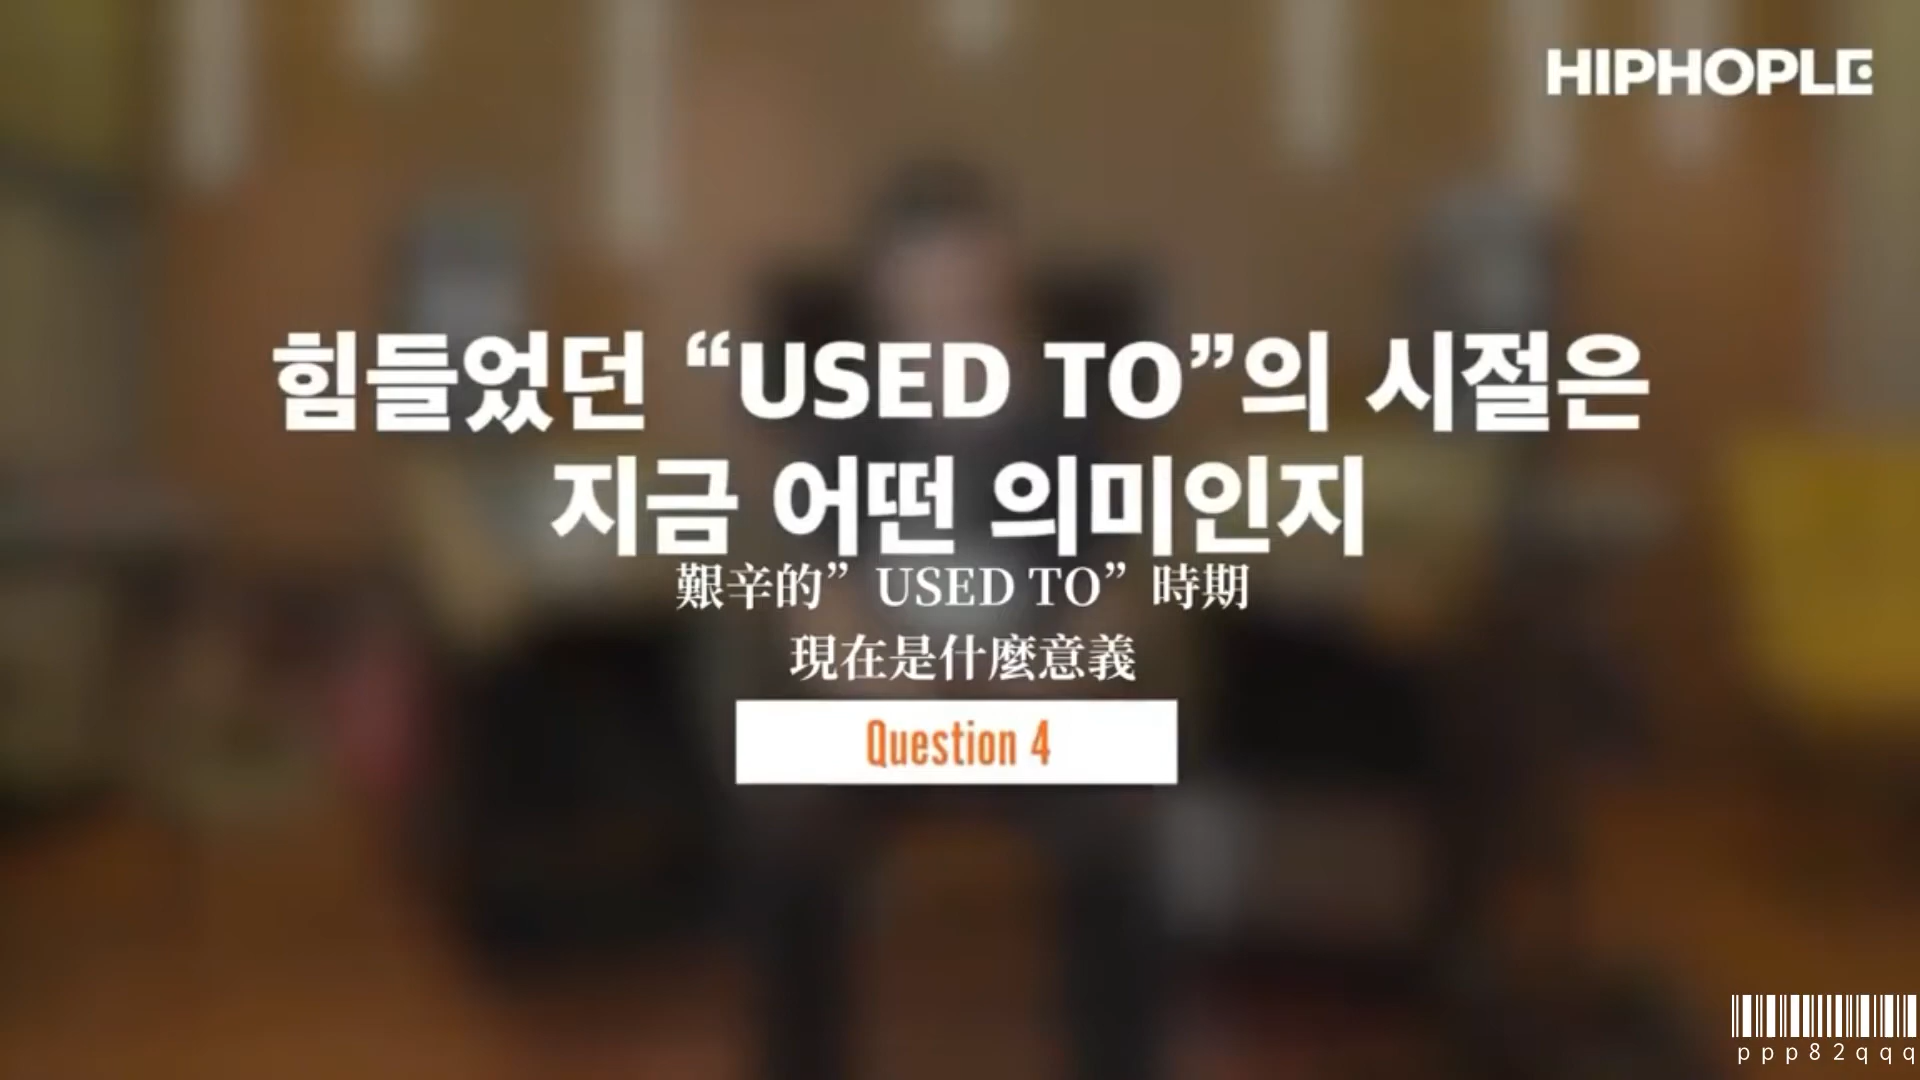 HIPHOPLE
힘들었던 “USED TO”의 시절은
지금 어떤 의미인지
艱辛的”USED TO”時期
現在是什麼意義
Question 4
ppp82qqq